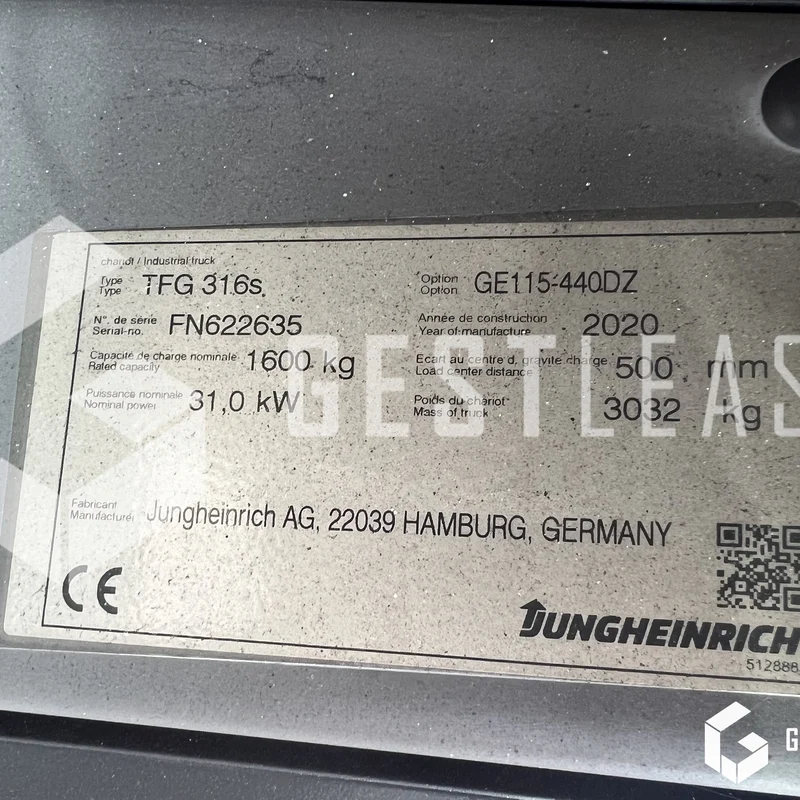 chariot / Industrial truck
Type
Type TFG 316s
Option
Option GE115-440DZ
N°. de série
Serial-no. FN622635
Année de construction
Year of manufacture 2020
Capacité de charge nominale
Rated capacity 1600 kg
Ecart au centre d. gravité charge
Load center distance 500 mm
Puissance nominale
Nominal power 31,0 kW
Poids du chariot
Mass of truck 3032 kg
GESTLEAS
Fabricant
Manufacturer Jungheinrich AG, 22039 HAMBURG, GERMANY
CE
JUNGHEINRICH
512888
G